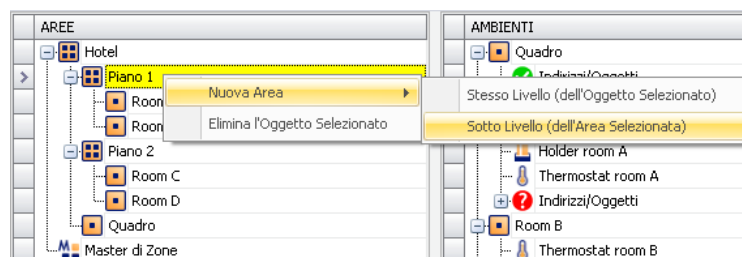 AREE
Hotel
Piano 1
Room
Room
Piano 2
Room C
Room D
Quadro
Master di Zone
Nuova Area
Elimina l'Oggetto Selezionato
Stesso Livello (dell'Oggetto Selezionato)
Sotto Livello (dell'Area Selezionata)
AMBIENTI
Quadro
Indirizzi/Oggetti
Holder room A
Thermostat room A
Indirizzi/Oggetti
Room B
Thermostat room B